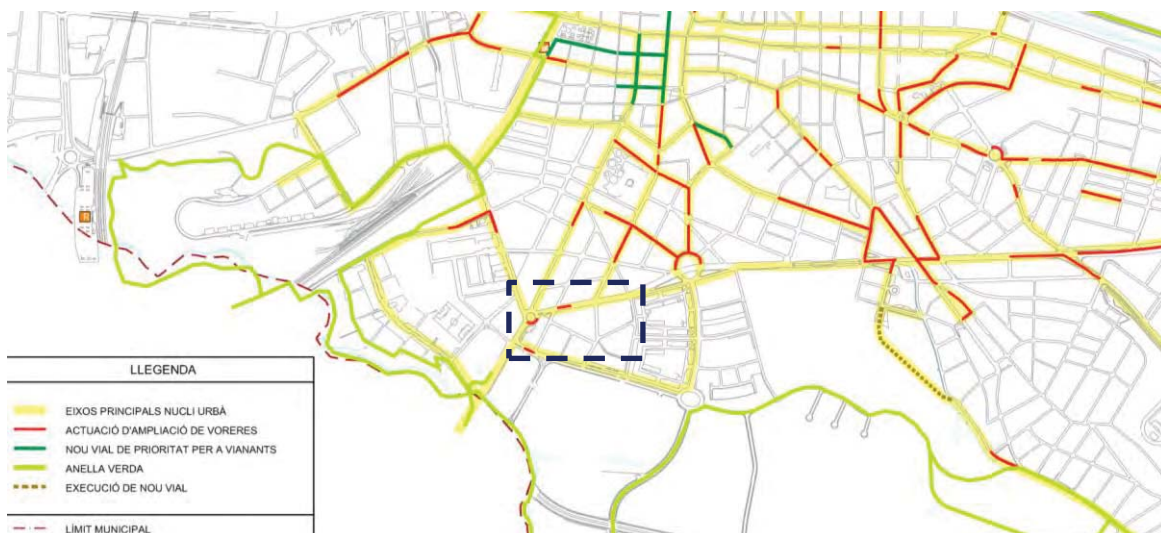 LLEGENDA
EIXOS PRINCIPALS NUCLI URBÀ
ACTUACIÓ D'AMPLIACIÓ DE VORERES
NOU VIAL DE PRIORITAT PER A VIANANTS
ANELLA VERDA
EXECUCIÓ DE NOU VIAL
LÍMIT MUNICIPAL